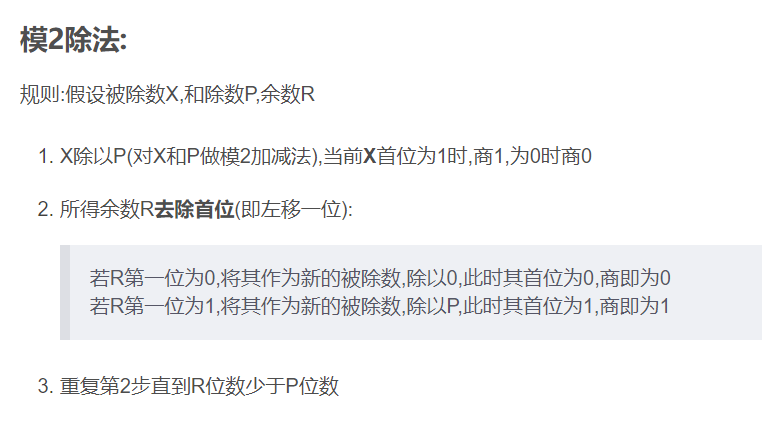 模2除法:
规则:假设被除数X,和除数P,余数R
1. X除以P(对X和P做模2加减法),当前X首位为1时,商1,为0时商0
2. 所得余数R去除首位(即左移一位):
若R第一位为0,将其作为新的被除数,除以0,此时其首位为0,商即为0
若R第一位为1,将其作为新的被除数,除以P,此时其首位为1,商即为1
3. 重复第2步直到R位数少于P位数